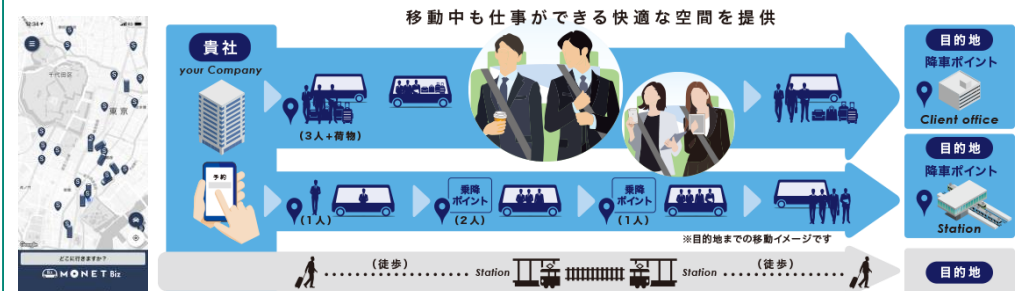 移動中も仕事ができる快適な空間を提供
12:34
4G
千代田区
東京
Google
どこに行きますか?
MONET Biz
貴社
your Company
(3人+荷物)
目的地
降車ポイント
Client office
予約
(1人)
乗降
ポイント
(2人)
乗降
ポイント
(1人)
目的地
降車ポイント
Station
※目的地までの移動イメージです
(徒歩)
Station
Station
(徒歩)
目的地